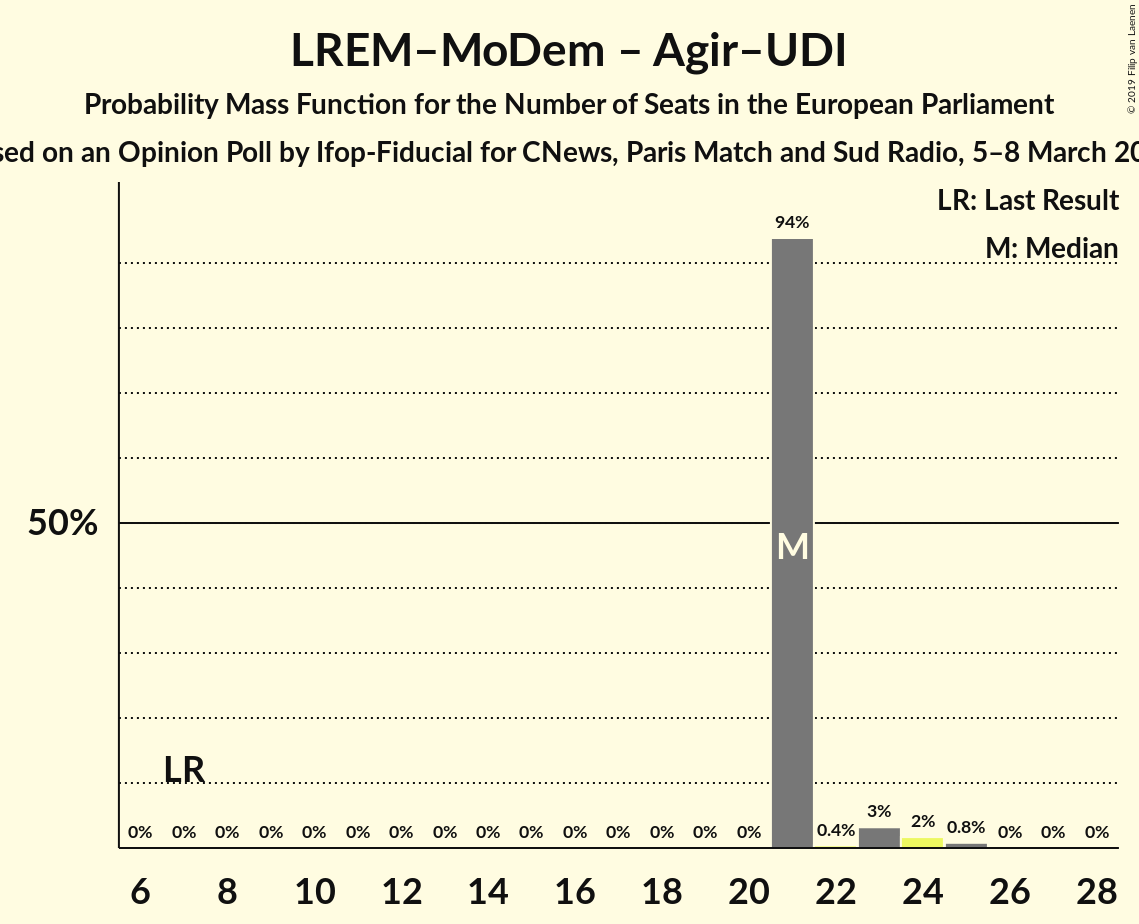 LREM–MoDem – Agir–UDI
Probability Mass Function for the Number of Seats in the European Parliament
on an Opinion Poll by Ifop-Fiducial for CNews, Paris Match and Sud Radio, 5–8 March
© 2019 Filip van Laenen
LR: Last Result
M: Median
94%
50%
M
LR
0% 0% 0% 0% 0% 0% 0% 0% 0% 0% 0% 0% 0% 0% 0% 0.4% 3% 2% 0.8% 0% 0% 0%
6 8 10 12 14 16 18 20 22 24 26 28